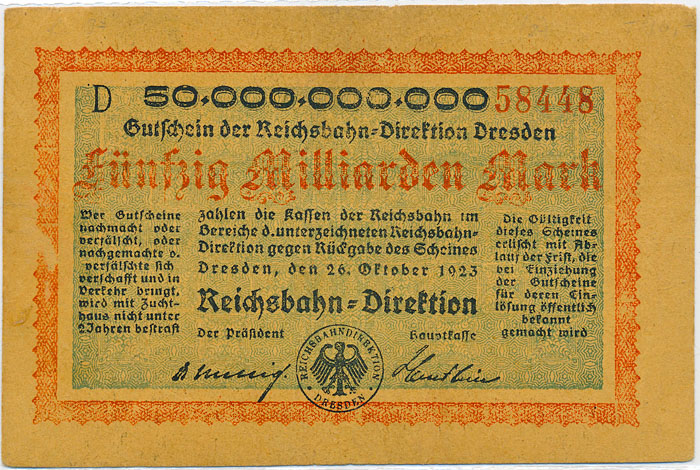 D 50.000.000.000 58448
Gutschein der Reichsbahn=Direktion Dresden
Fünfzig Milliarden Mark
Wer Gutscheine
nachmacht oder
verfälscht, oder
nachgemachte o.
verfälschte sich
verschafft und in
Verkehr bringt,
wird mit Zucht-
haus nicht unter
2 Jahren bestraft
zahlen die Kassen der Reichsbahn im
Bereiche d. unterzeichneten Reichsbahn-
Direktion gegen Rückgabe des Scheines
Dresden, den 26. Oktober 1923
Reichsbahn=Direktion
Der Präsident Hauptkasse
Die Gültigkeit
dieses Scheines
erlischt mit Ab-
lauf der Frist, die
bei Einziehung
der Gutscheine
für deren Ein-
lösung öffentlich
bekannt
gemacht wird
REICHSBAHNDIREKTION
• DRESDEN •